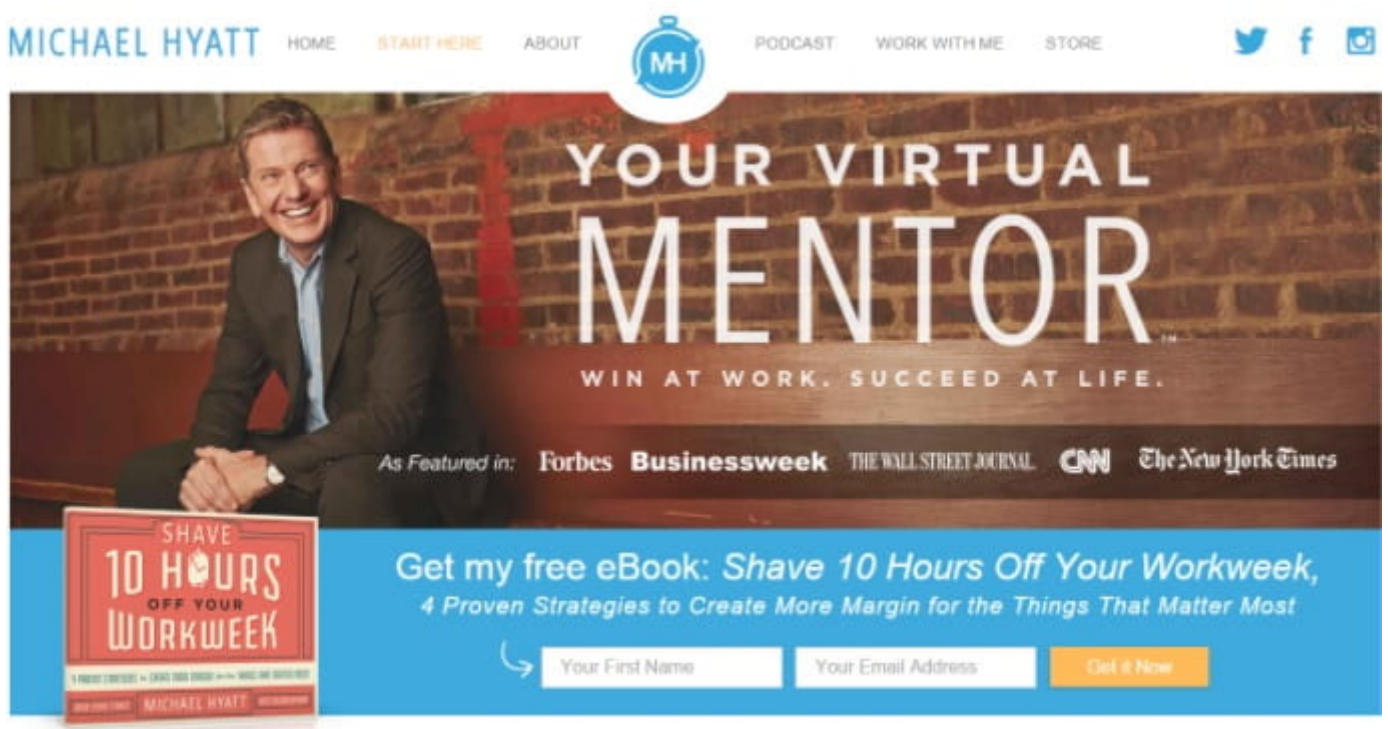 MICHAEL HYATT HOME START HERE ABOUT MH PODCAST WORK WITH ME STORE
YOUR VIRTUAL
MENTOR
TM
WIN AT WORK. SUCCEED AT LIFE.
As Featured in: Forbes Businessweek THE WALL STREET JOURNAL CNN The New York Times
SHAVE
10 HOURS
OFF YOUR
WORKWEEK
MICHAEL HYATT
Get my free eBook: Shave 10 Hours Off Your Workweek,
4 Proven Strategies to Create More Margin for the Things That Matter Most
Your First Name Your Email Address Get it Now